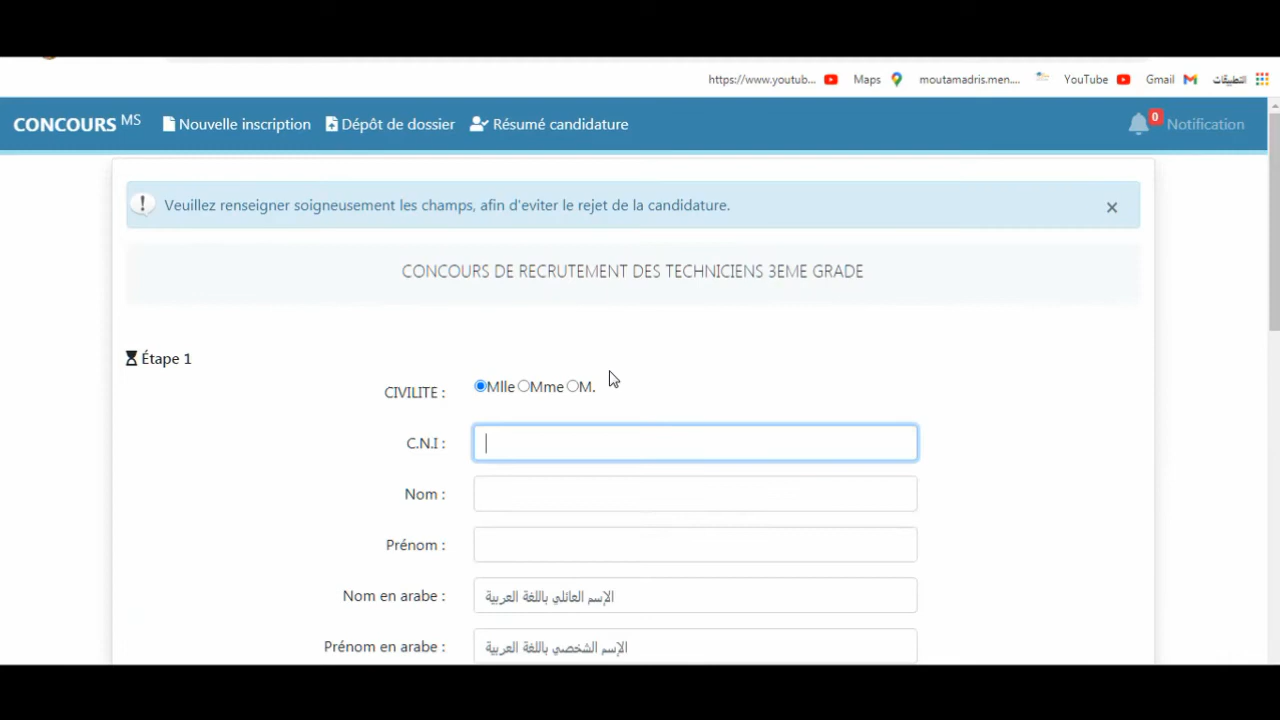 https://www.youtub... Maps moutamadris.men.... YouTube Gmail التطبيقات
CONCOURS MS Nouvelle inscription Dépôt de dossier Résumé candidature 0 Notification
! Veuillez renseigner soigneusement les champs, afin d'eviter le rejet de la candidature. ×
CONCOURS DE RECRUTEMENT DES TECHNICIENS 3EME GRADE
Étape 1
CIVILITE : Mlle Mme M.
C.N.I :
Nom :
Prénom :
Nom en arabe : الإسم العائلي باللغة العربية
Prénom en arabe : الإسم الشخصي باللغة العربية